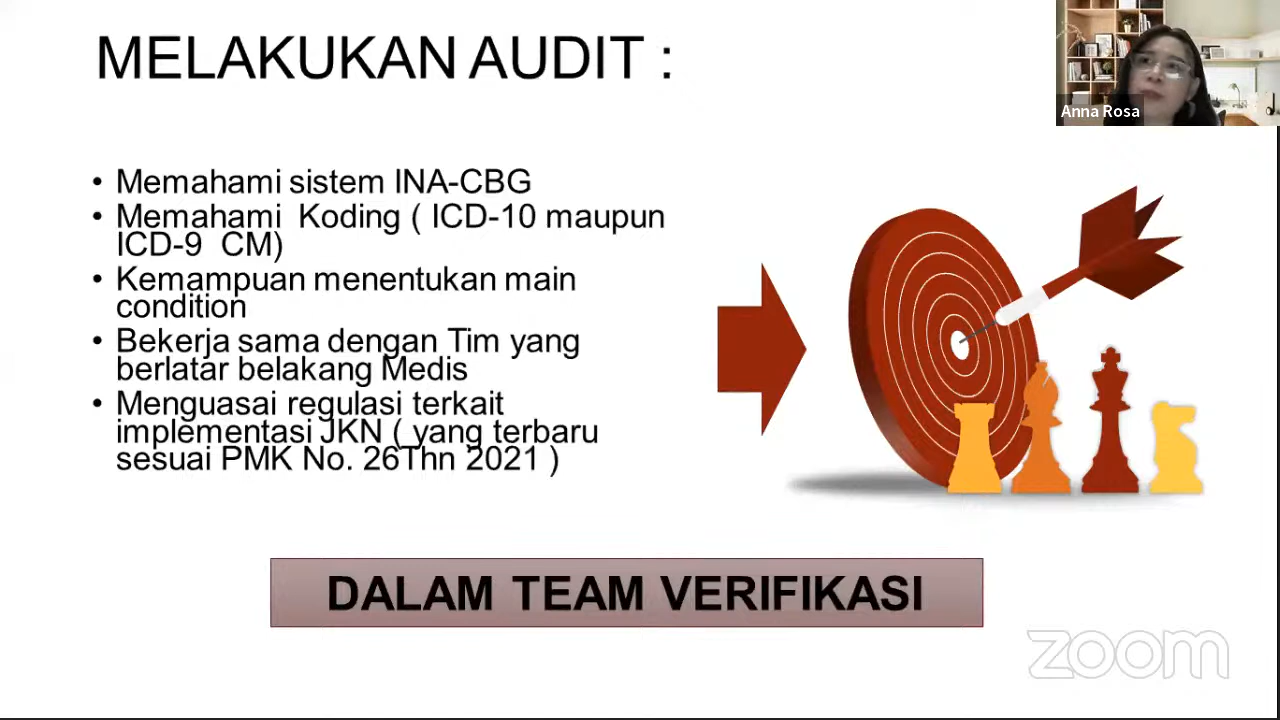 MELAKUKAN AUDIT :
Anna Rosa
• Memahami sistem INA-CBG
• Memahami Koding ( ICD-10 maupun
ICD-9 CM)
• Kemampuan menentukan main
condition
• Bekerja sama dengan Tim yang
berlatar belakang Medis
• Menguasai regulasi terkait
implementasi JKN ( yang terbaru
sesuai PMK No. 26Thn 2021 )
DALAM TEAM VERIFIKASI
zoom